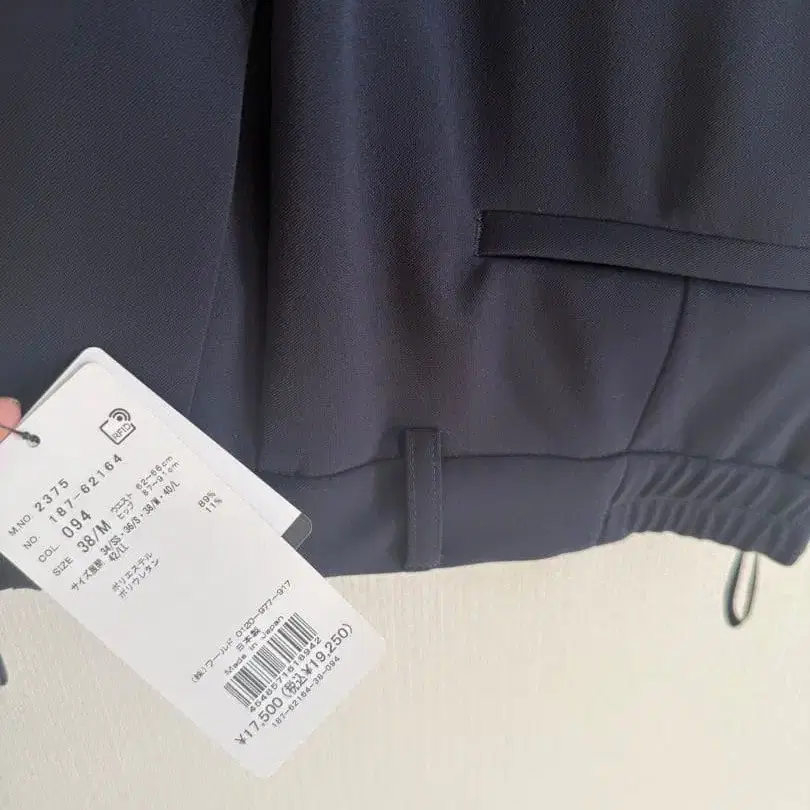 RFID
M.NO. 2375
NO. 187-62164
COL 094
SIZE 38/M ウエスト 62-66cm
ヒップ 87-91cm
サイズ展開 34/SS・36/S・38/M・40/L
42/LL
ポリエステル 89%
ポリウレタン 11%
(株)ワールド 0120-977-917
日本製
Made in Japan
4548571618942
¥17,500 (税込¥19,250)
187-62164-38-094